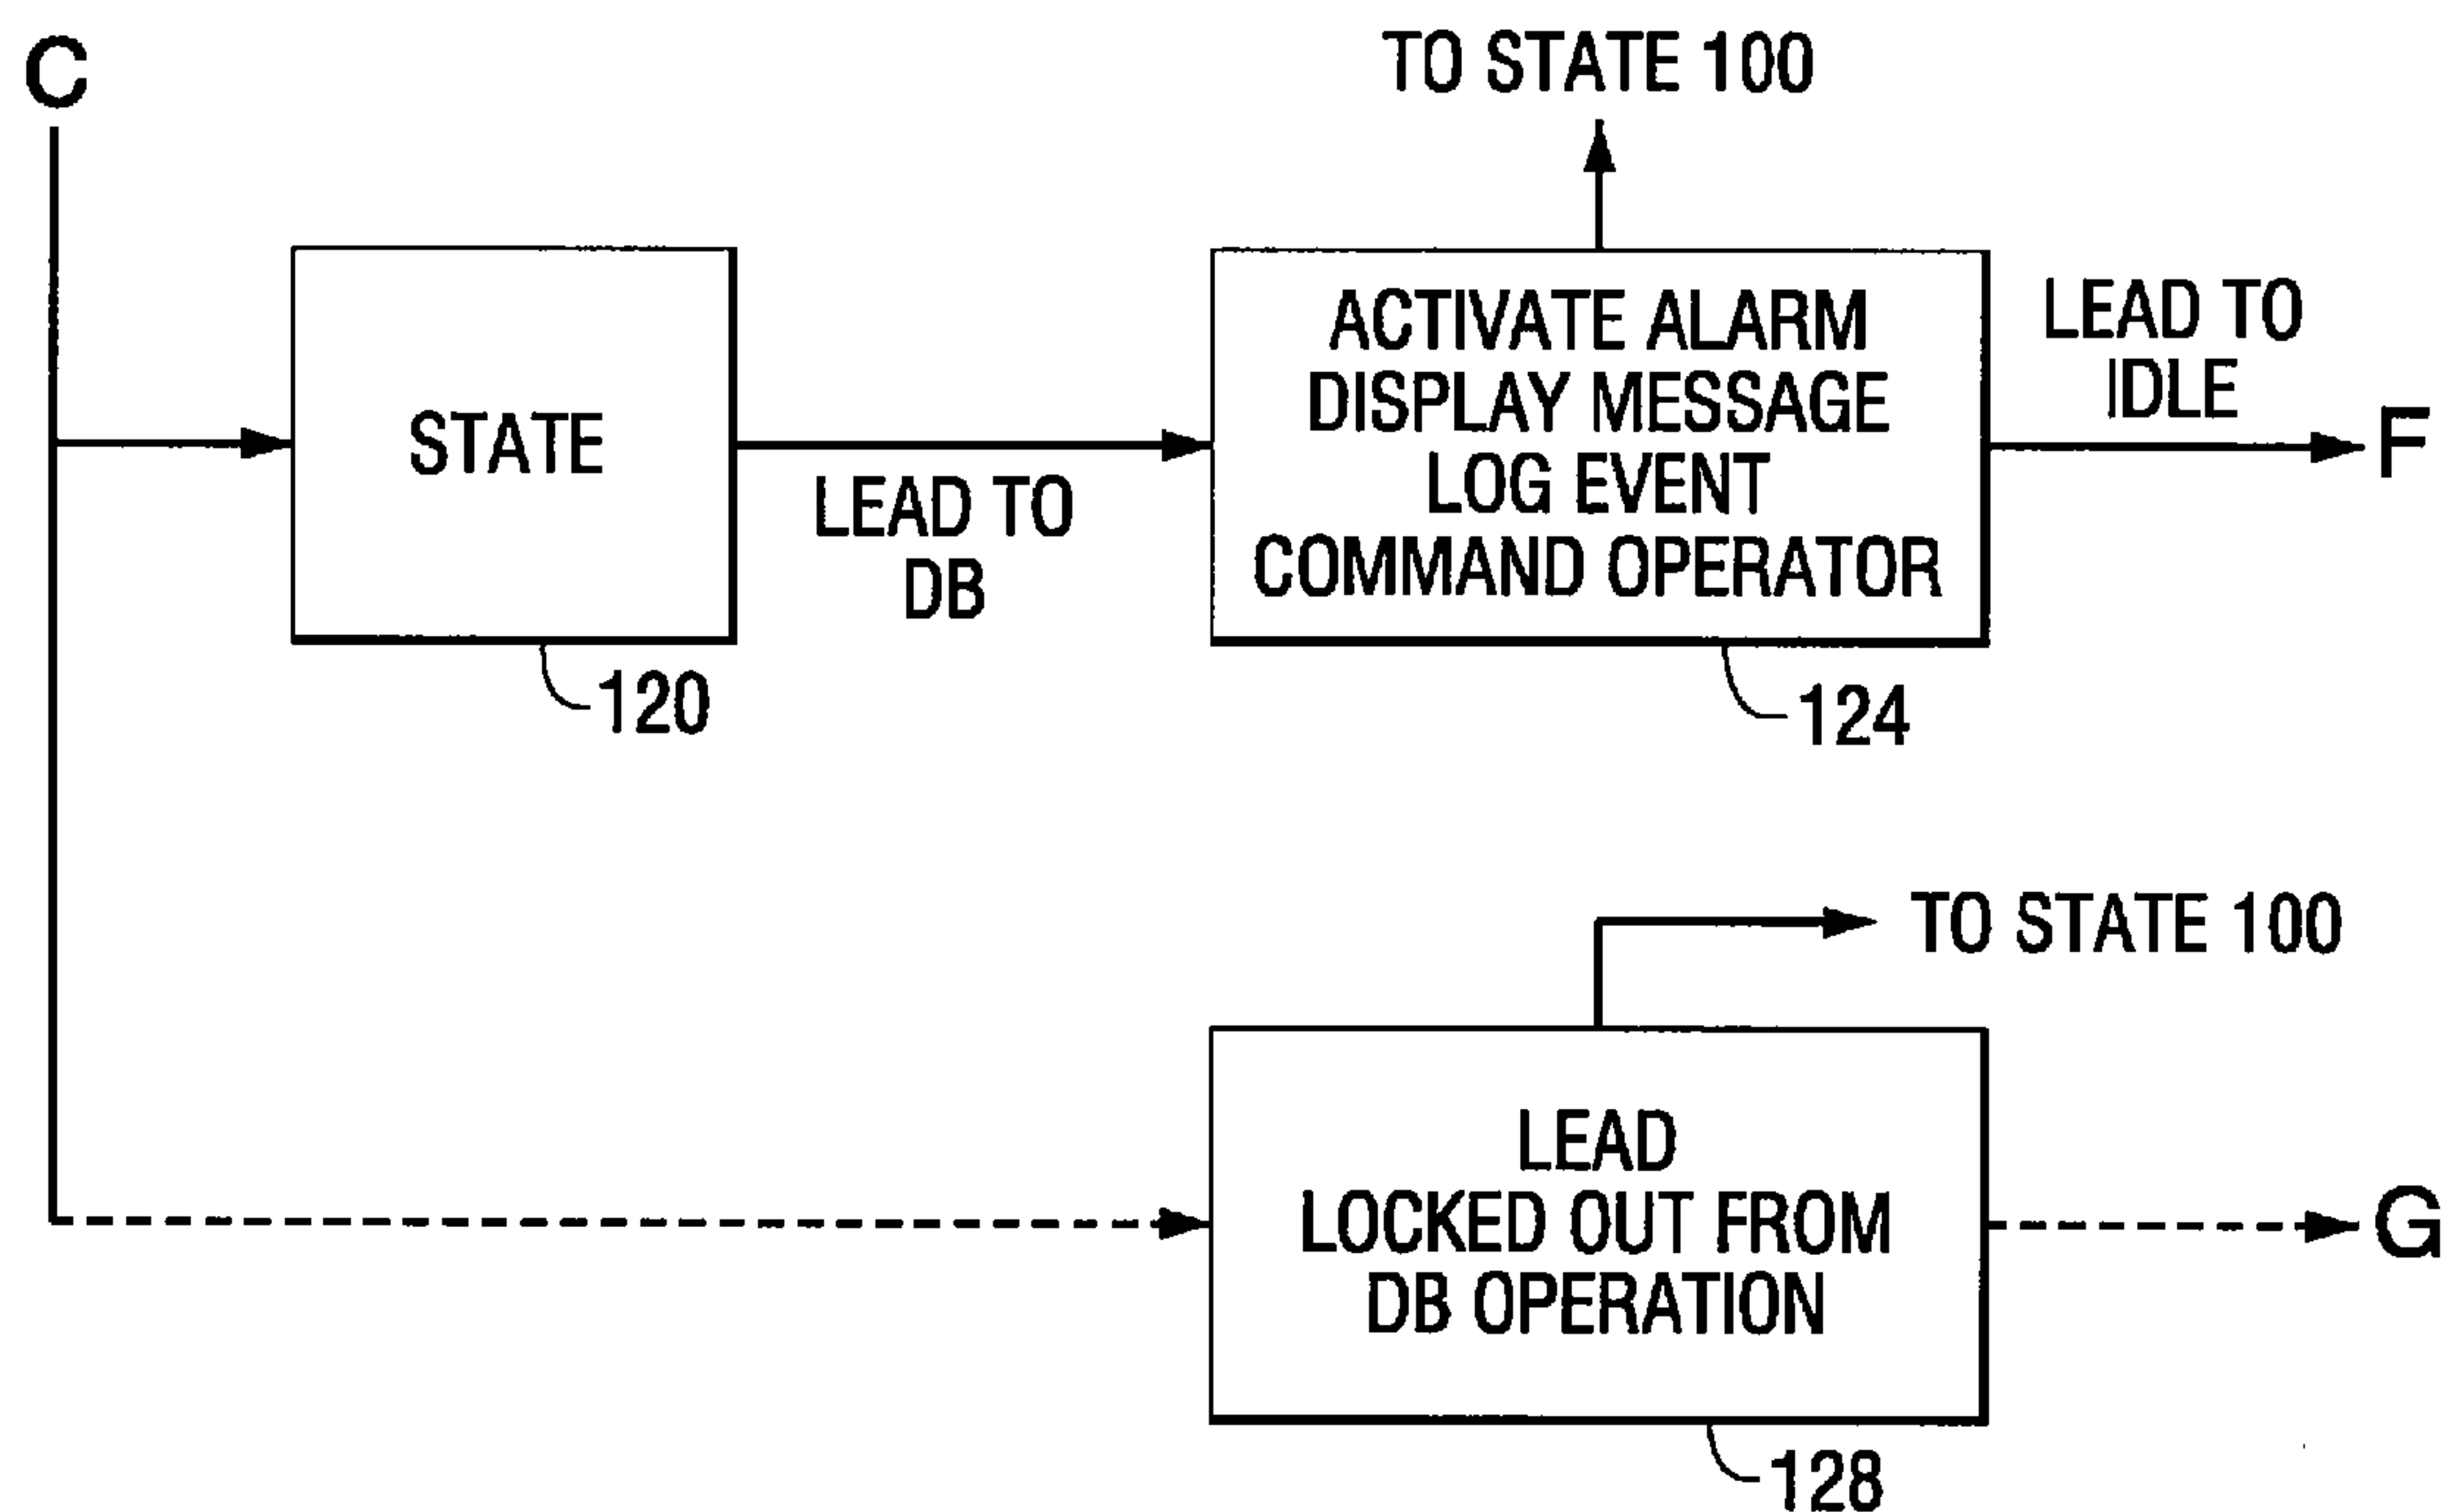 C
TO STATE 100
STATE
LEAD TO
DB
ACTIVATE ALARM
DISPLAY MESSAGE
LOG EVENT
COMMAND OPERATOR
LEAD TO
IDLE
F
120
124
TO STATE 100
LEAD
LOCKED OUT FROM
DB OPERATION
G
128